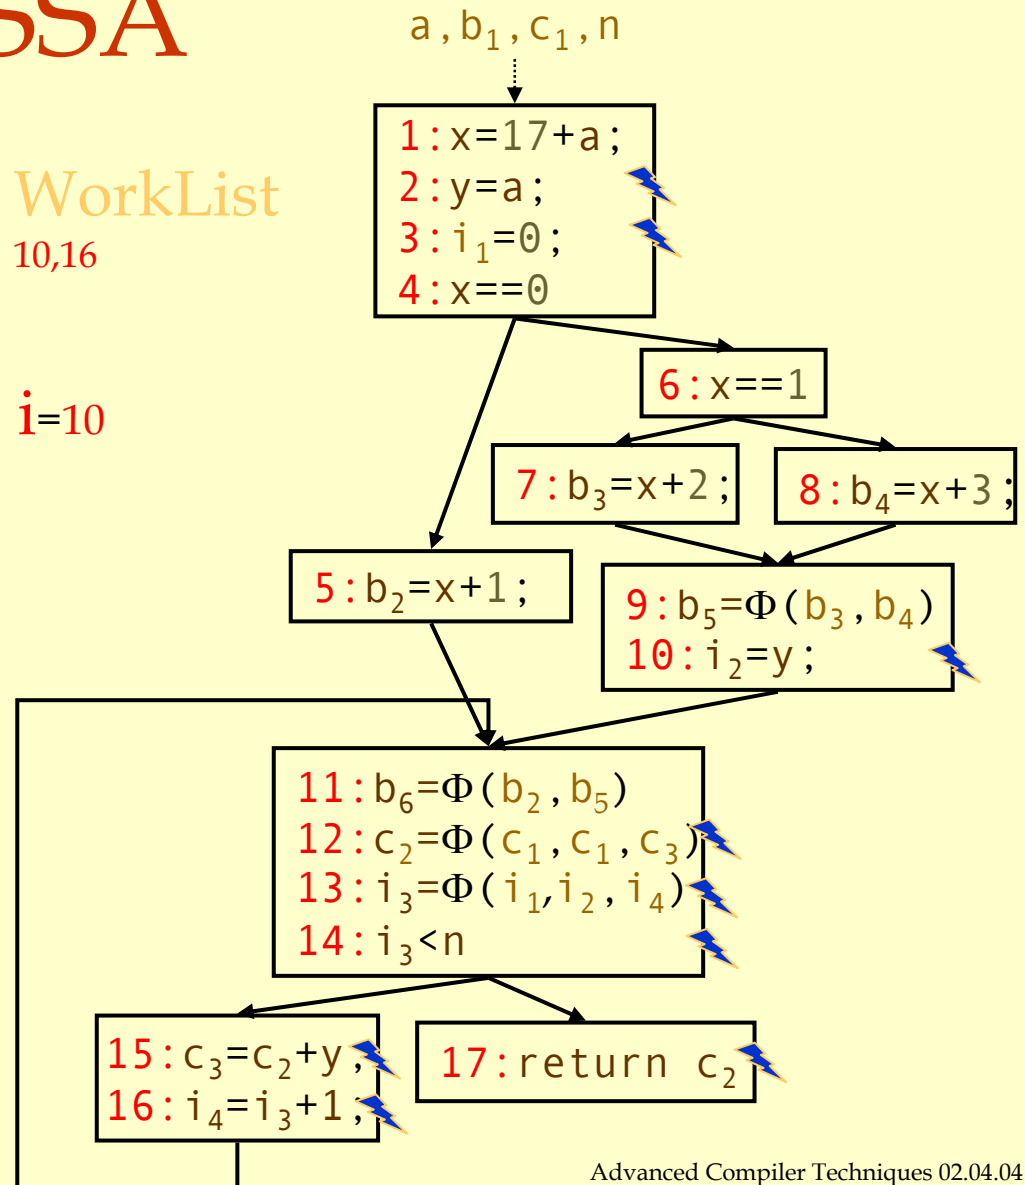 SSA
a,b₁,c₁,n
WorkList
10,16
i=10
1:x=17+a;
2:y=a;
3:i₁=0;
4:x==0
6:x==1
7:b₃=x+2;
8:b₄=x+3;
5:b₂=x+1;
9:b₅=Φ(b₃,b₄)
10:i₂=y;
11:b₆=Φ(b₂,b₅)
12:c₂=Φ(c₁,c₁,c₃)
13:i₃=Φ(i₁,i₂,i₄)
14:i₃<n
15:c₃=c₂+y;
16:i₄=i₃+1;
17:return c₂
Advanced Compiler Techniques 02.04.04